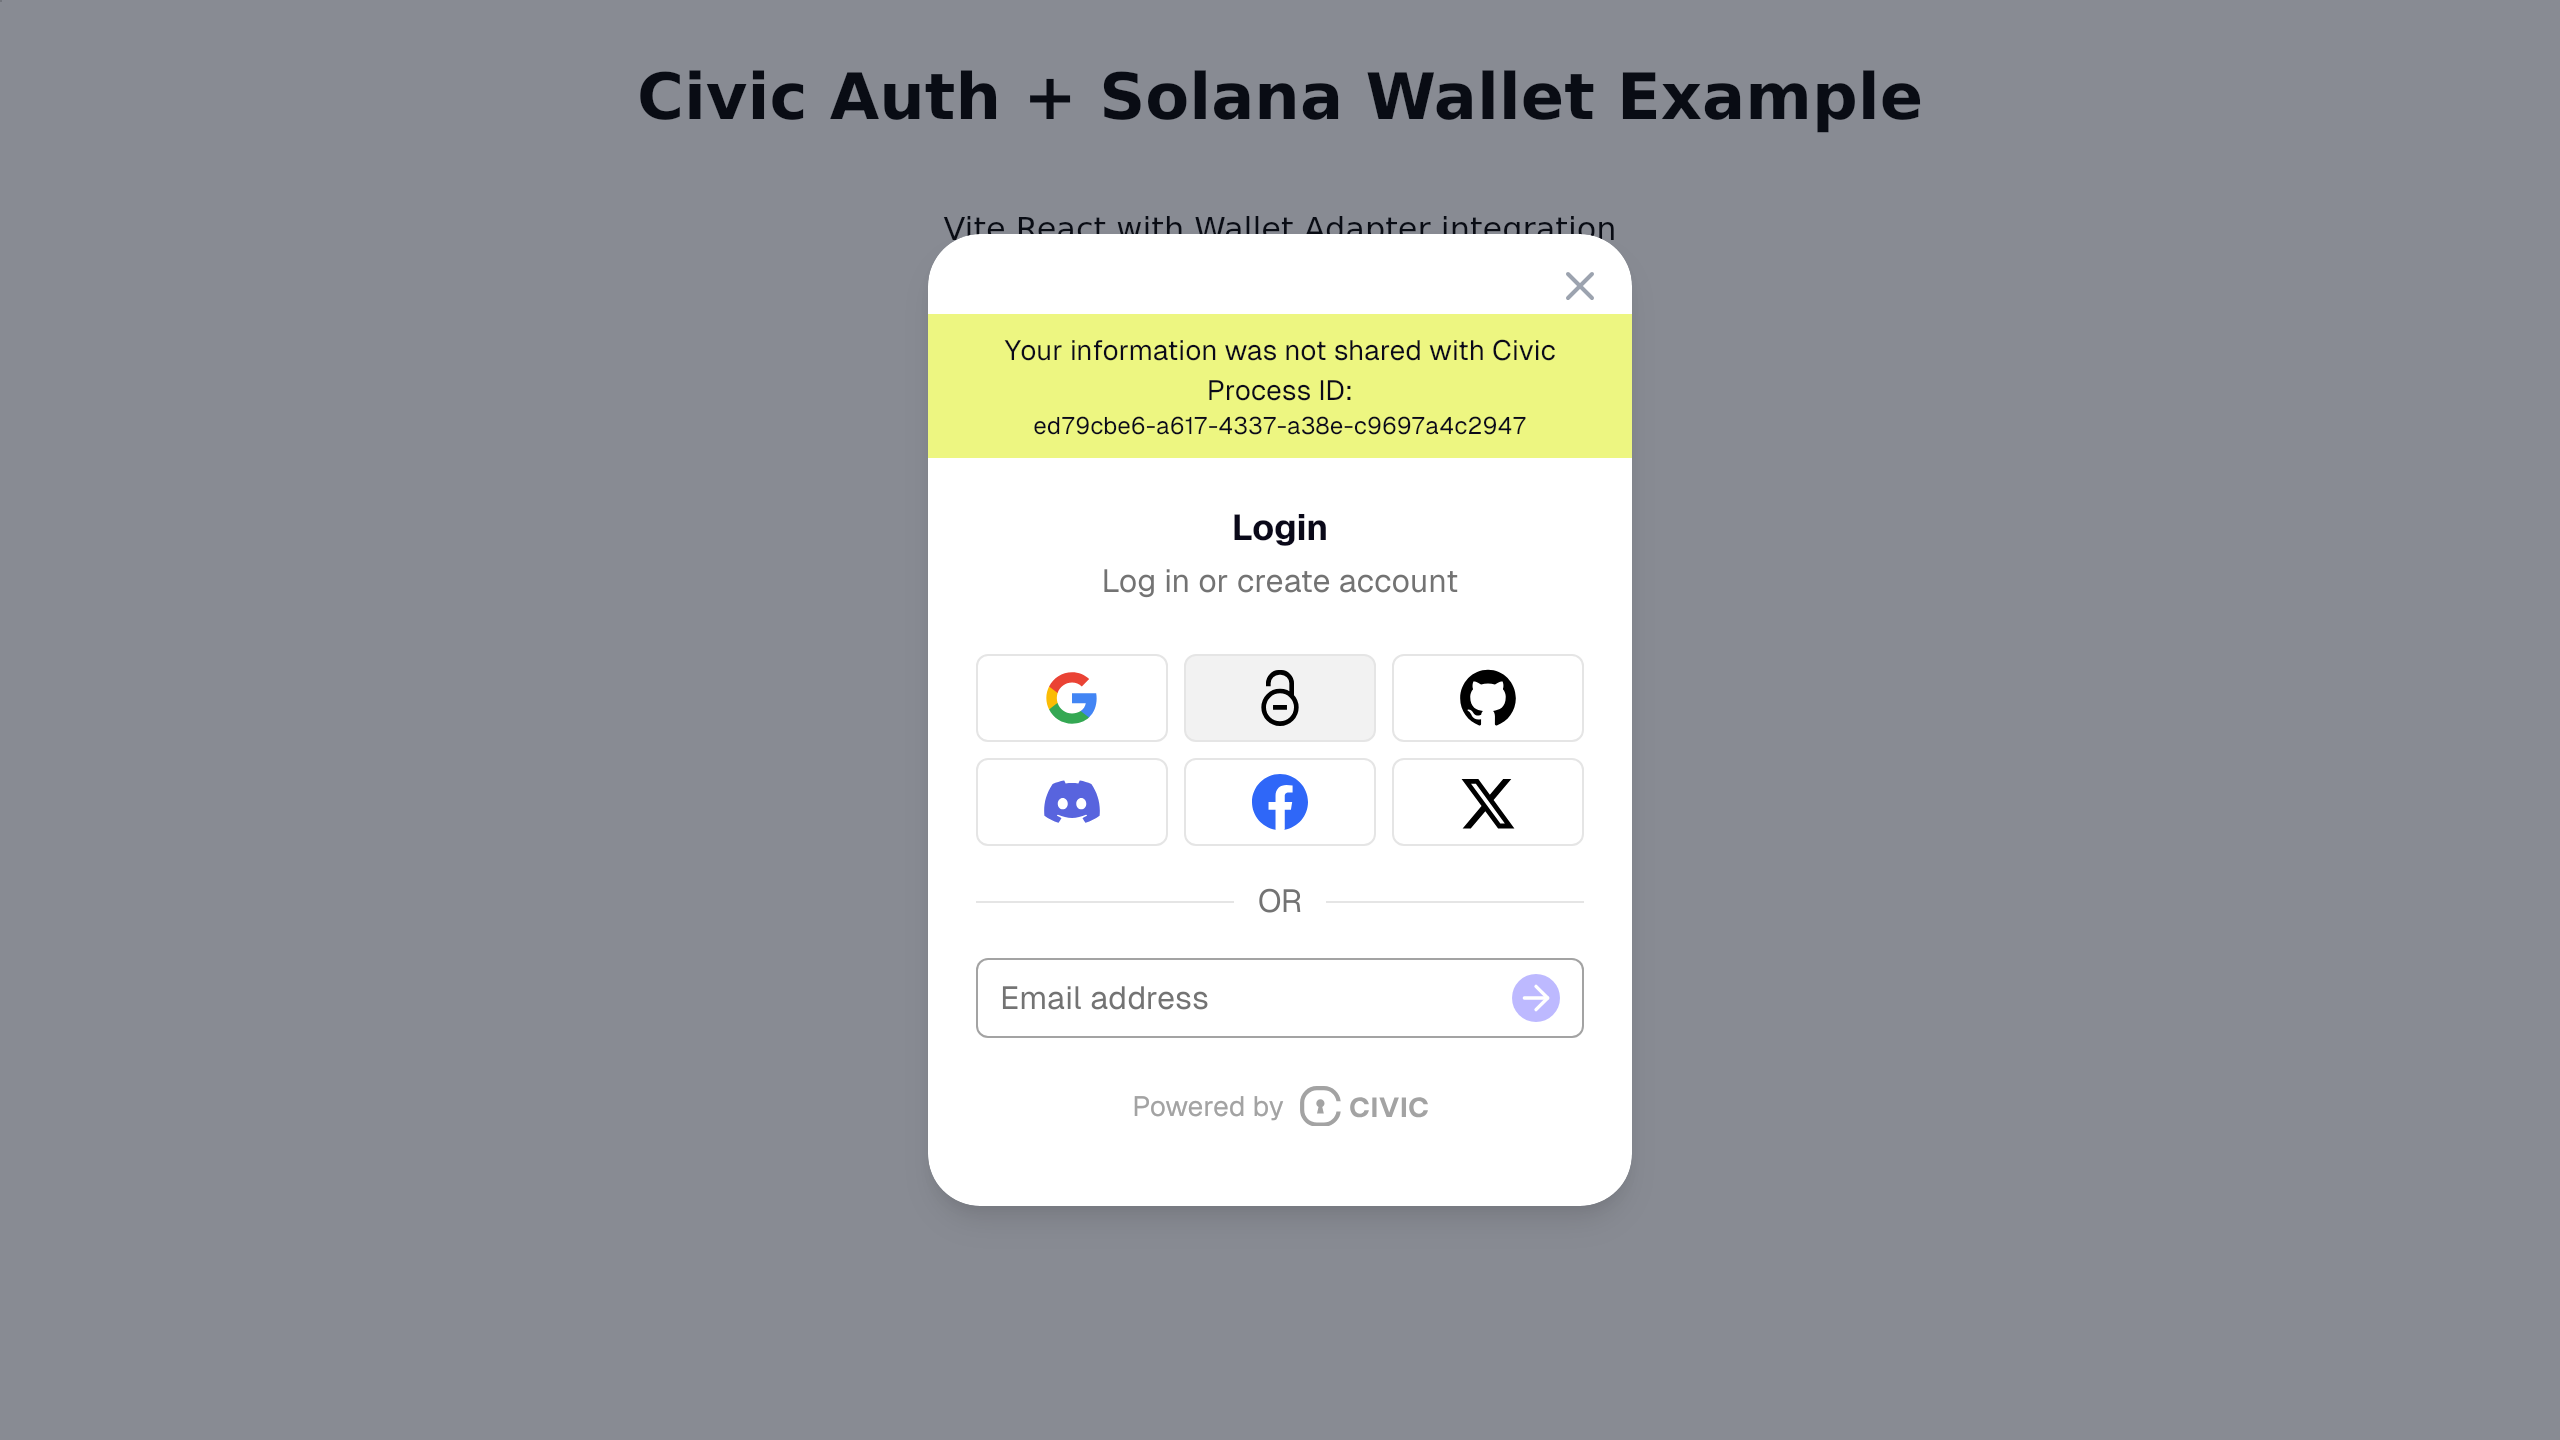 Civic Auth + Solana Wallet Example
Vite React with Wallet Adapter integration
Your information was not shared with Civic
Process ID:
ed79cbe6-a617-4337-a38e-c9697a4c2947
Login
Log in or create account
OR
Email address
Powered by CIVIC